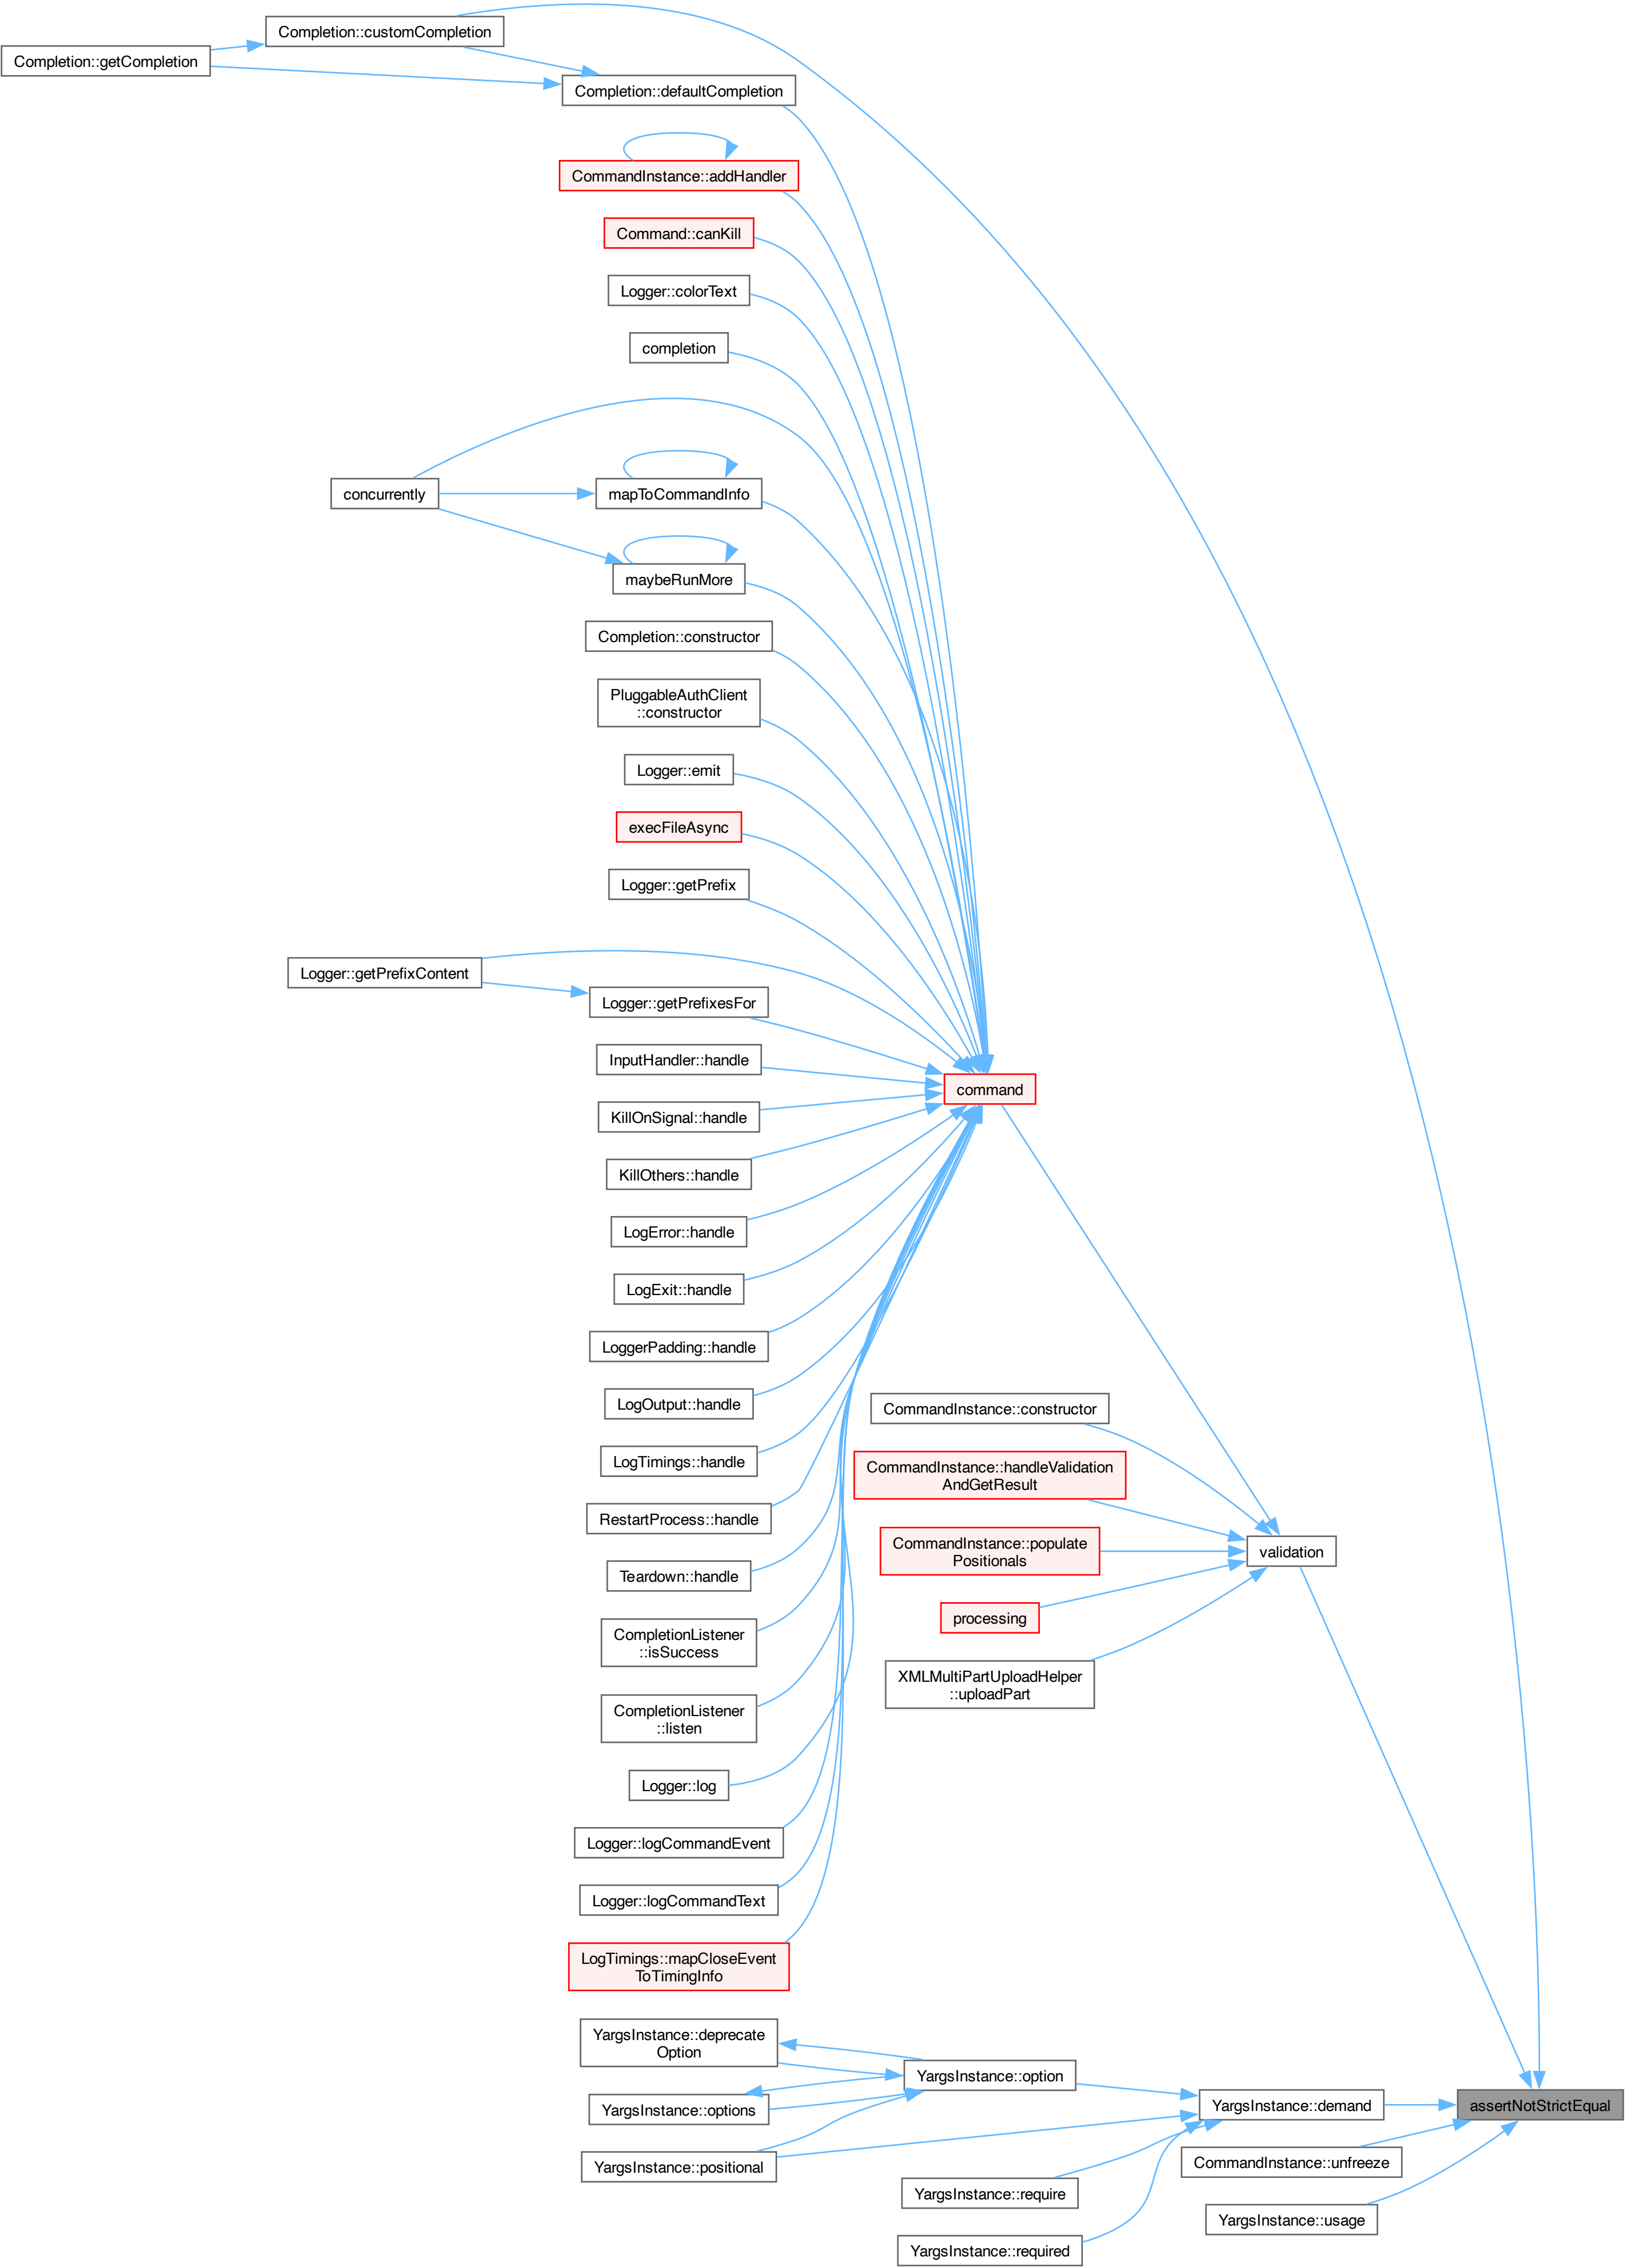 Completion::customCompletion
Completion::getCompletion
Completion::defaultCompletion
CommandInstance::addHandler
Command::canKill
Logger::colorText
completion
concurrently
mapToCommandInfo
maybeRunMore
Completion::constructor
PluggableAuthClient
::constructor
Logger::emit
execFileAsync
Logger::getPrefix
Logger::getPrefixContent
Logger::getPrefixesFor
InputHandler::handle
command
KillOnSignal::handle
KillOthers::handle
LogError::handle
LogExit::handle
LoggerPadding::handle
LogOutput::handle
CommandInstance::constructor
LogTimings::handle
CommandInstance::handleValidation
AndGetResult
RestartProcess::handle
CommandInstance::populate
Positionals
validation
Teardown::handle
processing
CompletionListener
::isSuccess
XMLMultiPartUploadHelper
::uploadPart
CompletionListener
::listen
Logger::log
Logger::logCommandEvent
Logger::logCommandText
LogTimings::mapCloseEvent
ToTimingInfo
YargsInstance::deprecate
Option
YargsInstance::option
YargsInstance::options
YargsInstance::demand
assertNotStrictEqual
YargsInstance::positional
CommandInstance::unfreeze
YargsInstance::require
YargsInstance::usage
YargsInstance::required